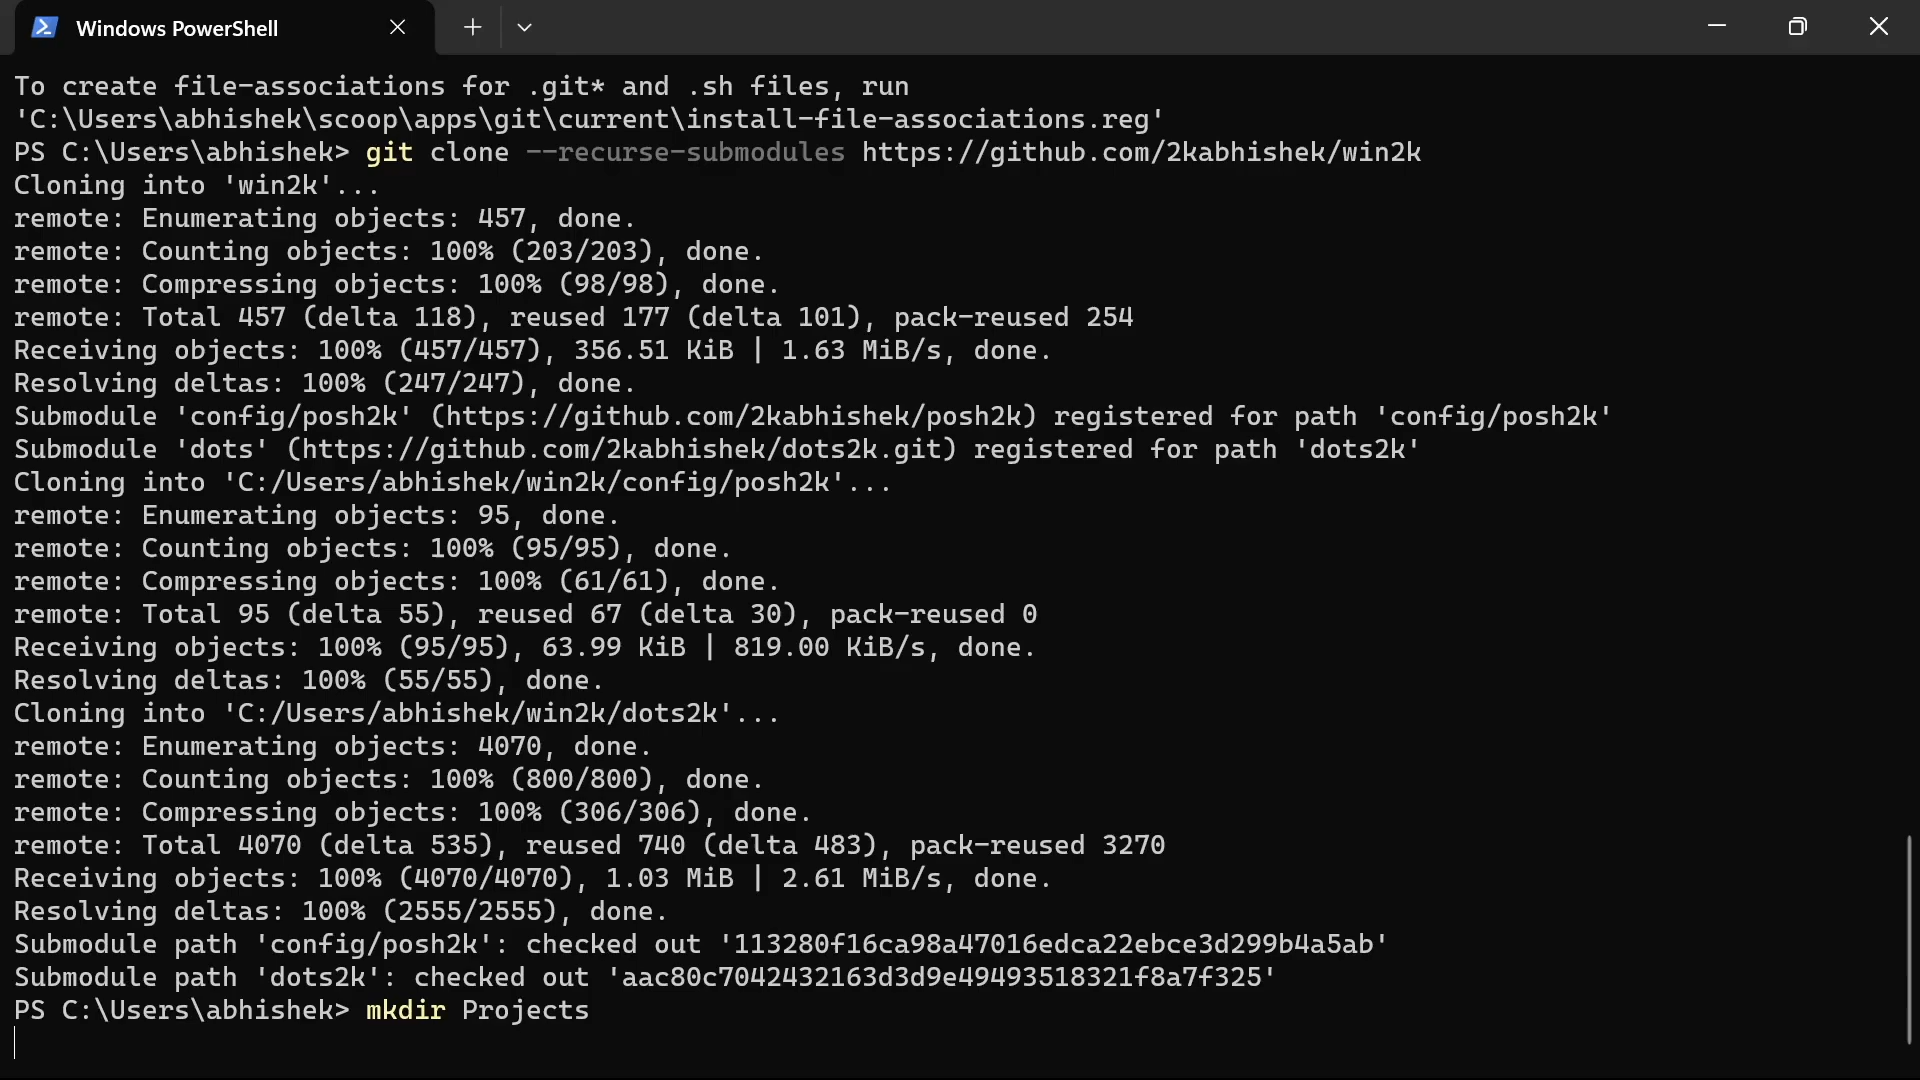 Windows PowerShell
To create file-associations for .git* and .sh files, run
'C:\Users\abhishek\scoop\apps\git\current\install-file-associations.reg'
PS C:\Users\abhishek> git clone --recurse-submodules https://github.com/2kabhishek/win2k
Cloning into 'win2k'...
remote: Enumerating objects: 457, done.
remote: Counting objects: 100% (203/203), done.
remote: Compressing objects: 100% (98/98), done.
remote: Total 457 (delta 118), reused 177 (delta 101), pack-reused 254
Receiving objects: 100% (457/457), 356.51 KiB | 1.63 MiB/s, done.
Resolving deltas: 100% (247/247), done.
Submodule 'config/posh2k' (https://github.com/2kabhishek/posh2k) registered for path 'config/posh2k'
Submodule 'dots' (https://github.com/2kabhishek/dots2k.git) registered for path 'dots2k'
Cloning into 'C:/Users/abhishek/win2k/config/posh2k'...
remote: Enumerating objects: 95, done.
remote: Counting objects: 100% (95/95), done.
remote: Compressing objects: 100% (61/61), done.
remote: Total 95 (delta 55), reused 67 (delta 30), pack-reused 0
Receiving objects: 100% (95/95), 63.99 KiB | 819.00 KiB/s, done.
Resolving deltas: 100% (55/55), done.
Cloning into 'C:/Users/abhishek/win2k/dots2k'...
remote: Enumerating objects: 4070, done.
remote: Counting objects: 100% (800/800), done.
remote: Compressing objects: 100% (306/306), done.
remote: Total 4070 (delta 535), reused 740 (delta 483), pack-reused 3270
Receiving objects: 100% (4070/4070), 1.03 MiB | 2.61 MiB/s, done.
Resolving deltas: 100% (2555/2555), done.
Submodule path 'config/posh2k': checked out '113280f16ca98a47016edca22ebce3d299b4a5ab'
Submodule path 'dots2k': checked out 'aac80c7042432163d3d9e49493518321f8a7f325'
PS C:\Users\abhishek> mkdir Projects